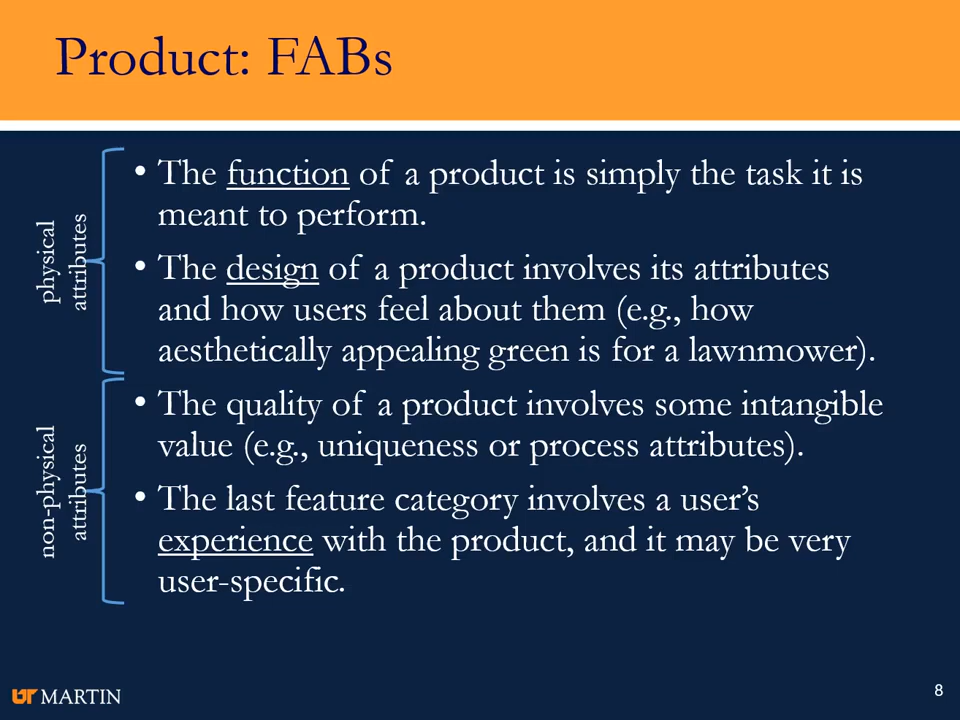 Product: FABs
physical
attributes
• The function of a product is simply the task it is
meant to perform.
• The design of a product involves its attributes
and how users feel about them (e.g., how
aesthetically appealing green is for a lawnmower).
non-physical
attributes
• The quality of a product involves some intangible
value (e.g., uniqueness or process attributes).
• The last feature category involves a user’s
experience with the product, and it may be very
user-specific.
UT MARTIN
8